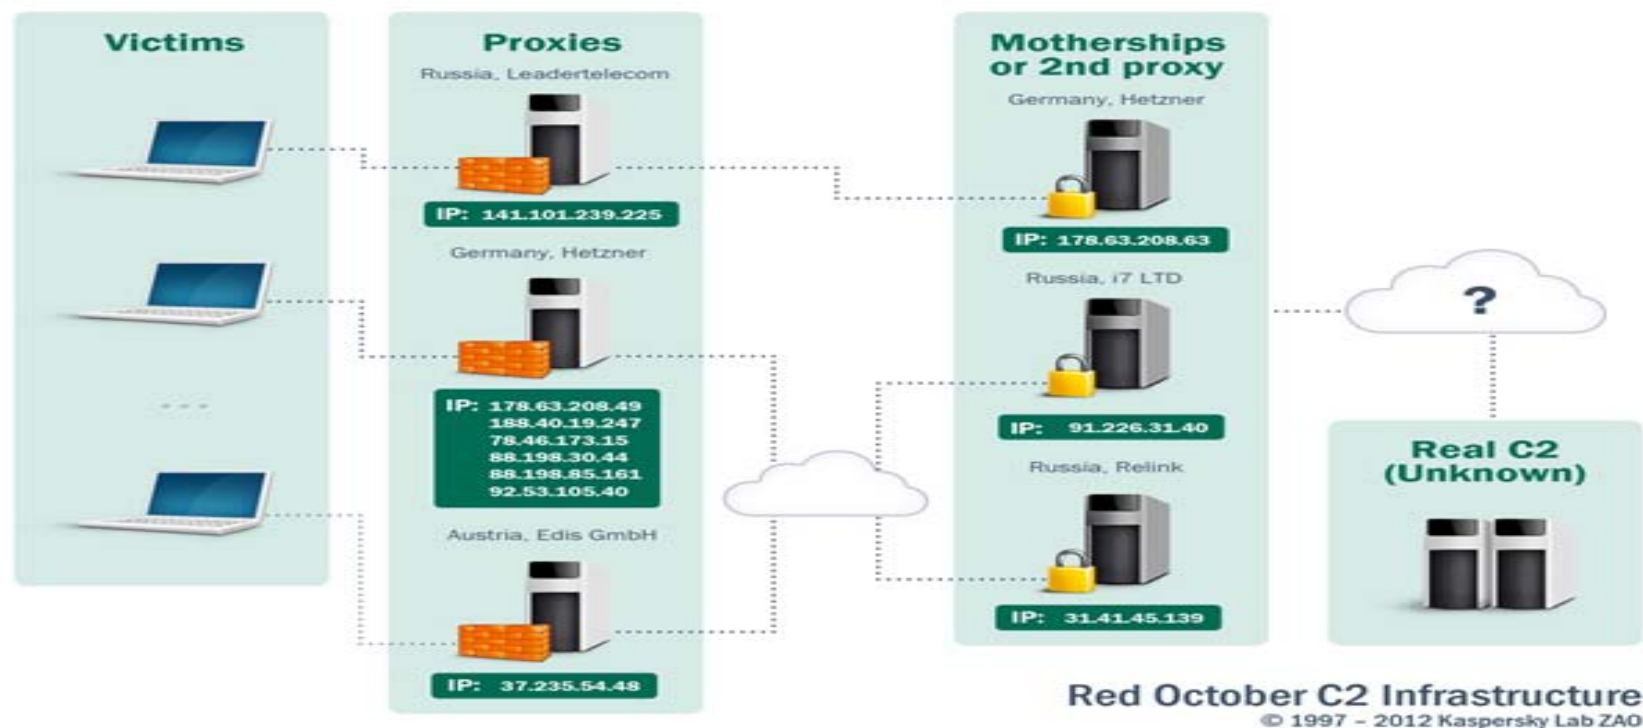 Victims
Proxies
Russia, Leadertelecom
IP: 141.101.239.225
Germany, Hetzner
IP: 178.63.208.49
188.40.19.247
78.46.173.15
88.198.30.44
88.198.85.161
92.53.105.40
Austria, Edis GmbH
IP: 37.235.54.48
Motherships
or 2nd proxy
Germany, Hetzner
IP: 178.63.208.63
Russia, i7 LTD
IP: 91.226.31.40
Russia, Relink
IP: 31.41.45.139
?
Real C2
(Unknown)
Red October C2 Infrastructure
© 1997 – 2012 Kaspersky Lab ZAO